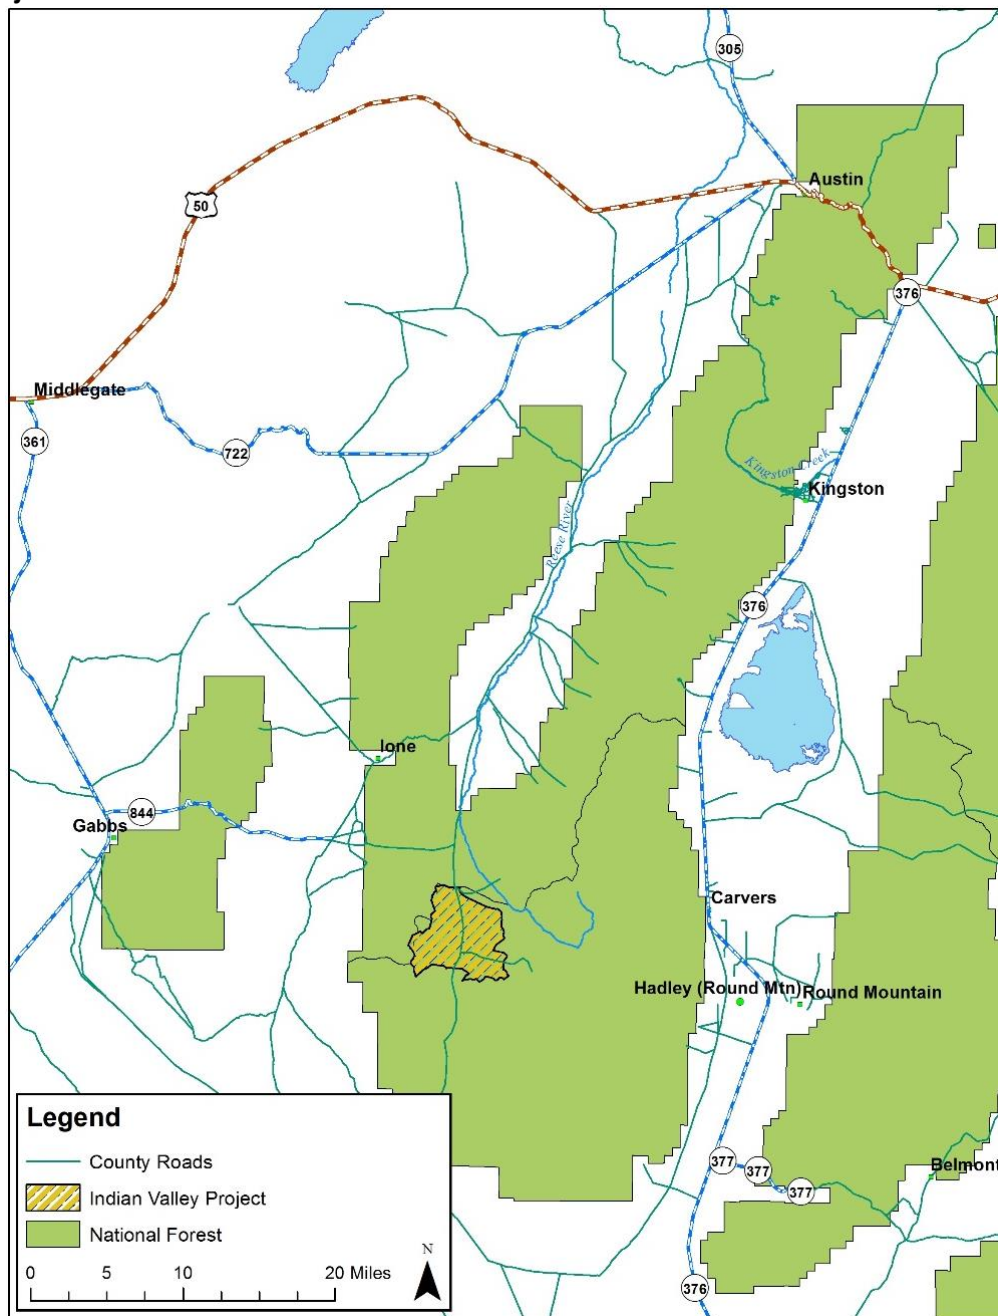 305
Austin
50
376
Middlegate
361
722
Kingston Creek
Kingston
Reese River
376
Ione
844
Gabbs
Carvers
Hadley (Round Mtn)
Round Mountain
377
377
377
Belmont
376
Legend
County Roads
Indian Valley Project
National Forest
N
0 5 10 20 Miles